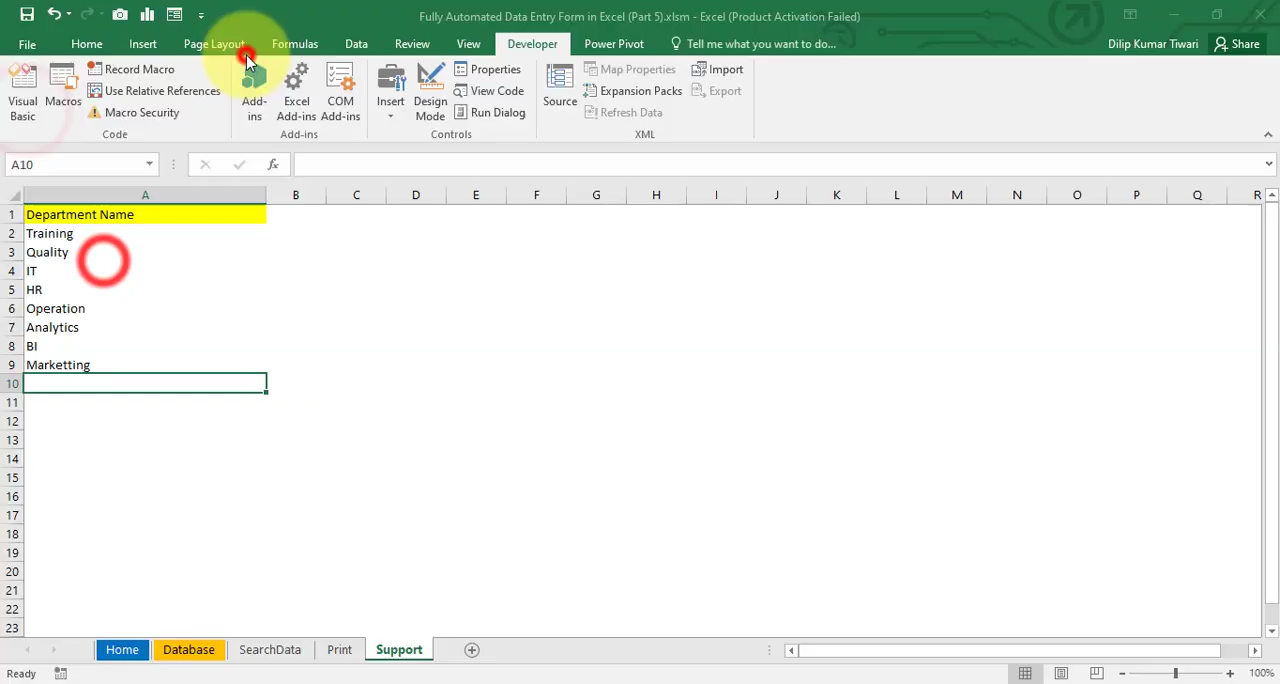 Fully Automated Data Entry Form in Excel (Part 5).xlsm - Excel (Product Activation Failed)
File Home Insert Page Layout Formulas Data Review View Developer Power Pivot Tell me what you want to do... Dilip Kumar Tiwari Share
Visual Basic
Macros
Record Macro
Use Relative References
Macro Security
Code
Add-ins
Excel Add-ins
COM Add-ins
Add-ins
Insert
Design Mode
Properties
View Code
Run Dialog
Controls
Source
Map Properties
Expansion Packs
Refresh Data
Import
Export
XML
A10
fx
A B C D E F G H I J K L M N O P Q R
1 Department Name
2 Training
3 Quality
4 IT
5 HR
6 Operation
7 Analytics
8 BI
9 Marketting
10
11
12
13
14
15
16
17
18
19
20
21
22
23
Home Database SearchData Print Support
Ready 100%